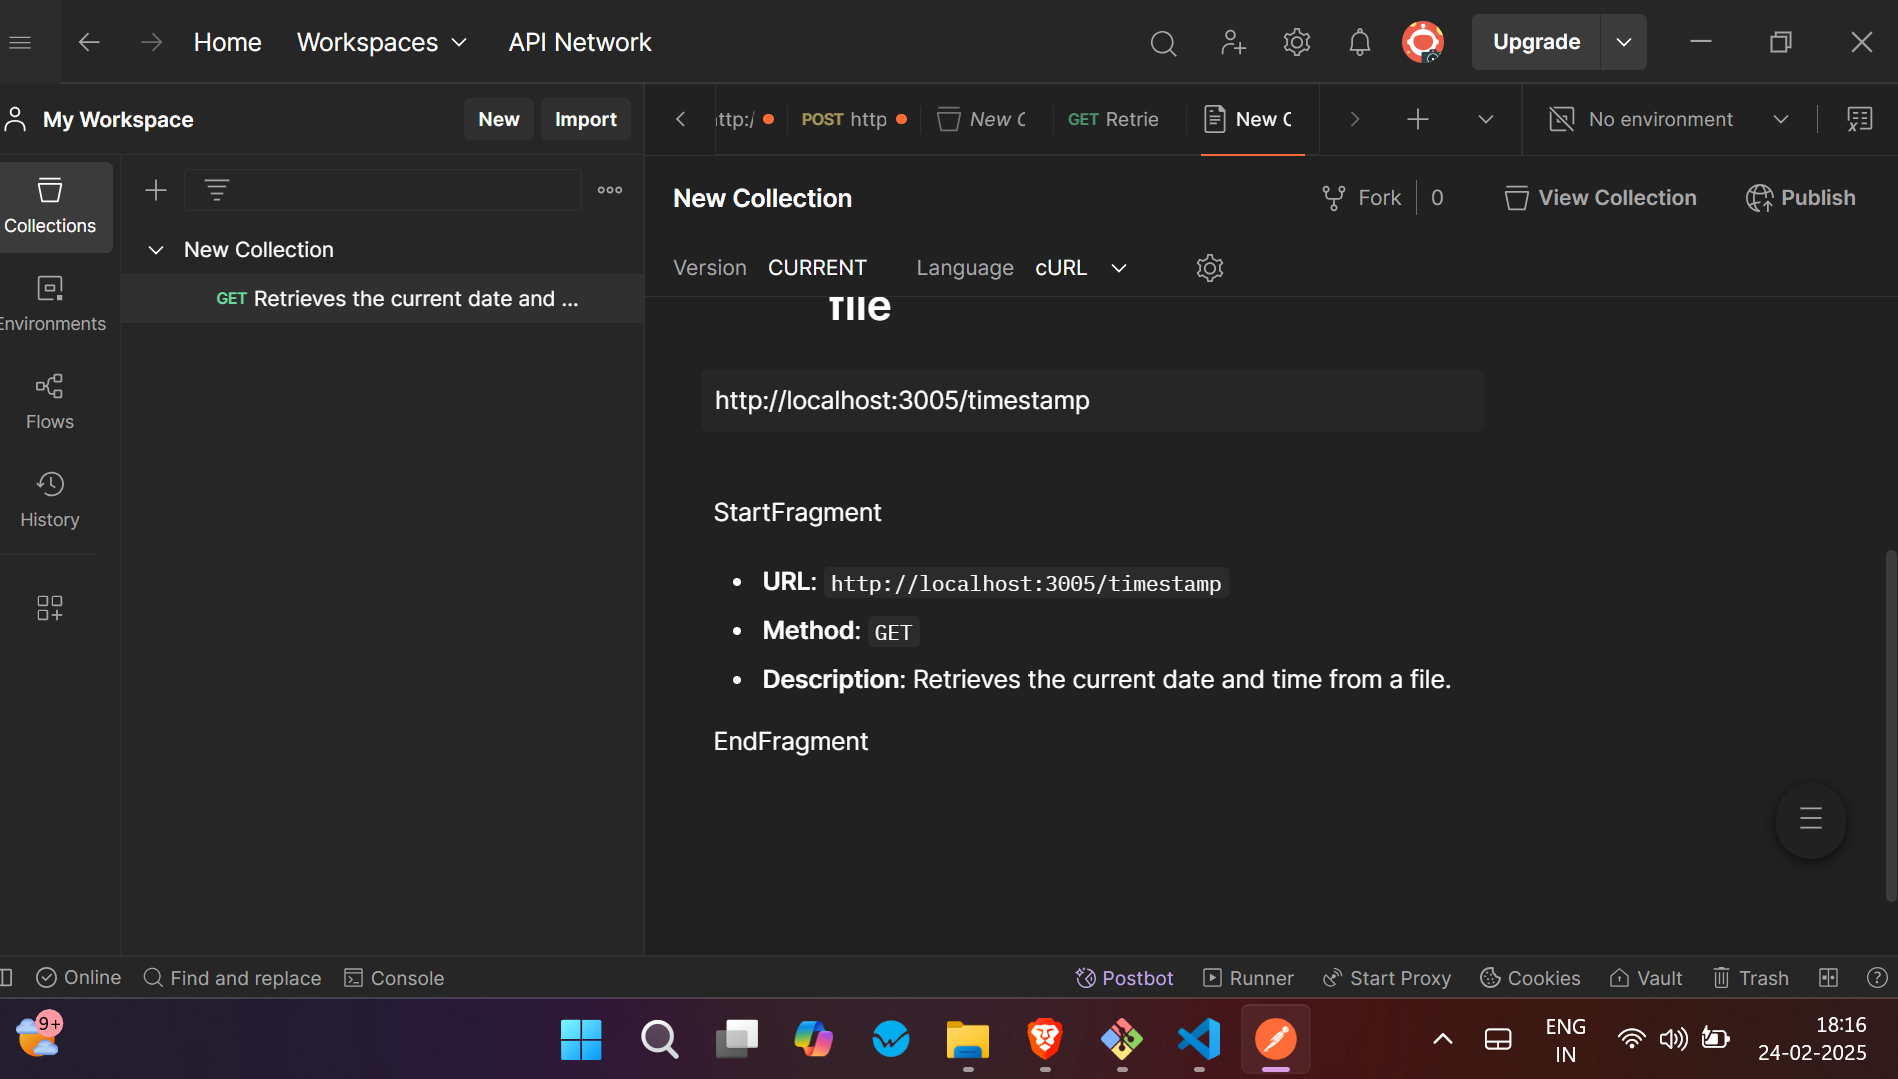 Home Workspaces API Network Upgrade
My Workspace New Import
ttp:/ POST http New C GET Retrie New C No environment
Collections
New Collection
GET Retrieves the current date and ...
Environments
Flows
History
New Collection Fork 0 View Collection Publish
Version CURRENT Language cURL
file
http://localhost:3005/timestamp
StartFragment
URL: http://localhost:3005/timestamp
Method: GET
Description: Retrieves the current date and time from a file.
EndFragment
Online Find and replace Console Postbot Runner Start Proxy Cookies Vault Trash
9+
ENG
IN
18:16
24-02-2025